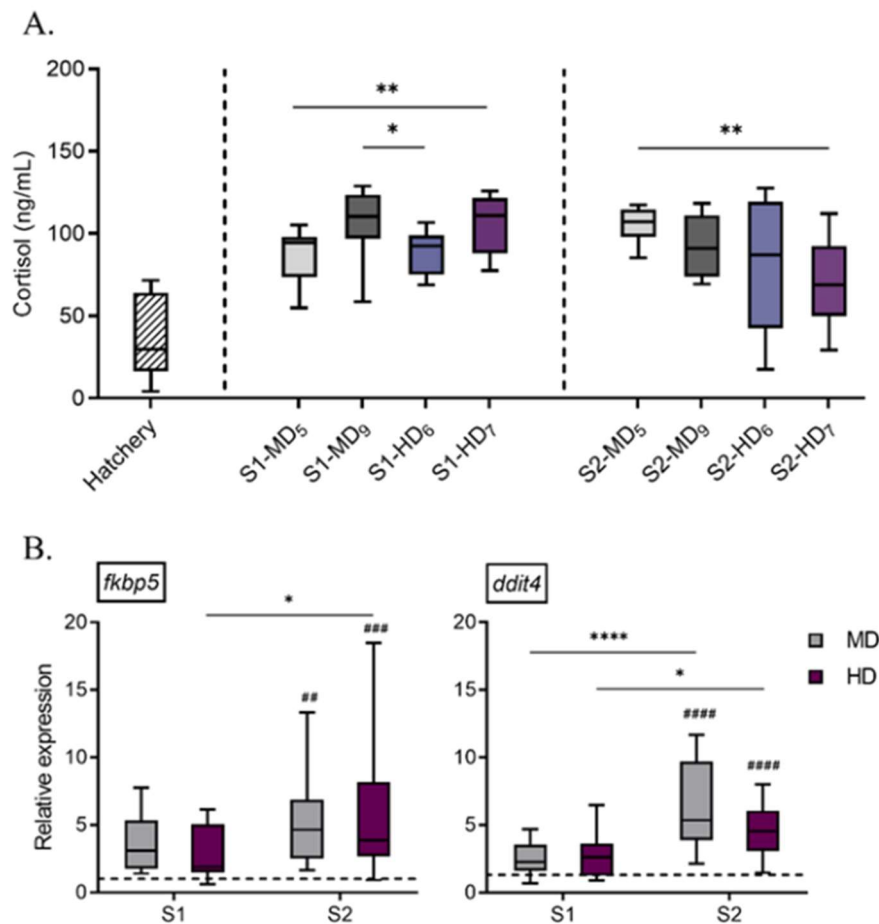 A.
200
150
100
50
0
Cortisol (ng/mL)
**
*
**
Hatchery
S1-MD₅
S1-MD₉
S1-HD₆
S1-HD₇
S2-MD₅
S2-MD₉
S2-HD₆
S2-HD₇
B.
fkbp5
*
###
##
20
15
10
5
0
Relative expression
S1
S2
ddit4
****
*
####
####
20
15
10
5
0
S1
S2
MD
HD